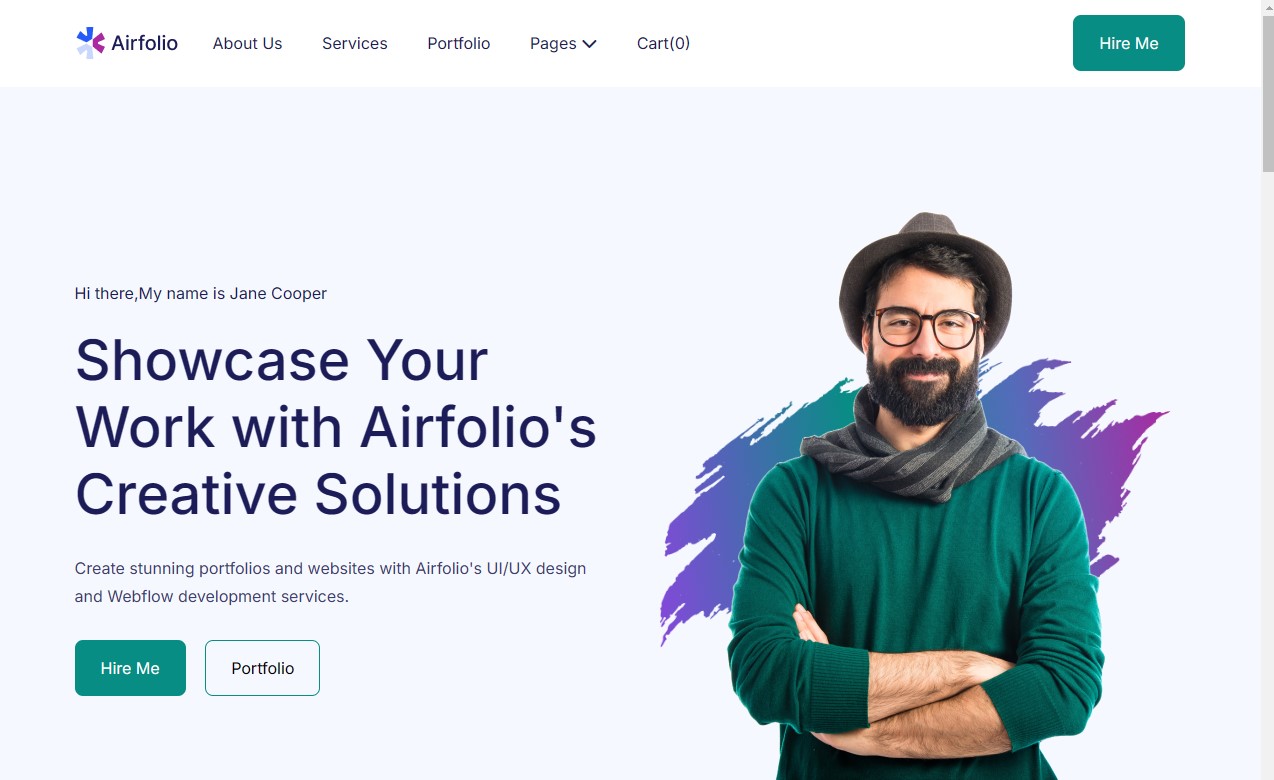 Airfolio
About Us
Services
Portfolio
Pages
Cart(0)
Hire Me
Hi there,My name is Jane Cooper
Showcase Your
Work with Airfolio's
Creative Solutions
Create stunning portfolios and websites with Airfolio's UI/UX design
and Webflow development services.
Hire Me
Portfolio